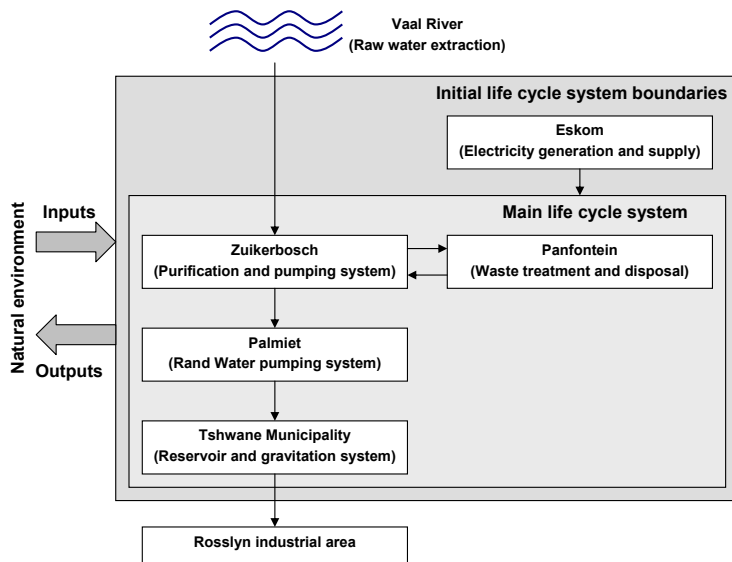 Vaal River
(Raw water extraction)
Initial life cycle system boundaries
Eskom
(Electricity generation and supply)
Main life cycle system
Natural environment
Inputs
Zuikerbosch
(Purification and pumping system)
Panfontein
(Waste treatment and disposal)
Outputs
Palmiet
(Rand Water pumping system)
Tshwane Municipality
(Reservoir and gravitation system)
Rosslyn industrial area